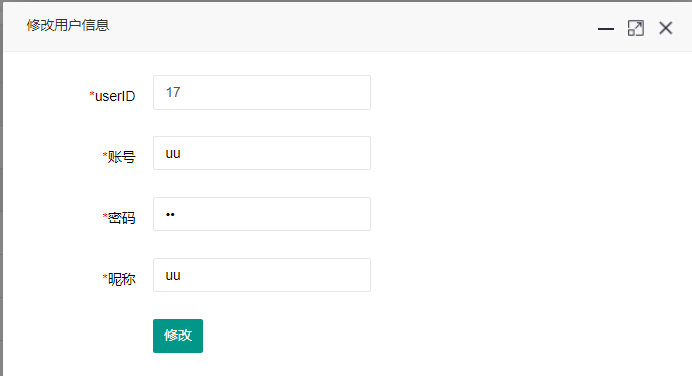 修改用户信息
*userID 17
*账号 uu
*密码 ••
*昵称 uu
修改